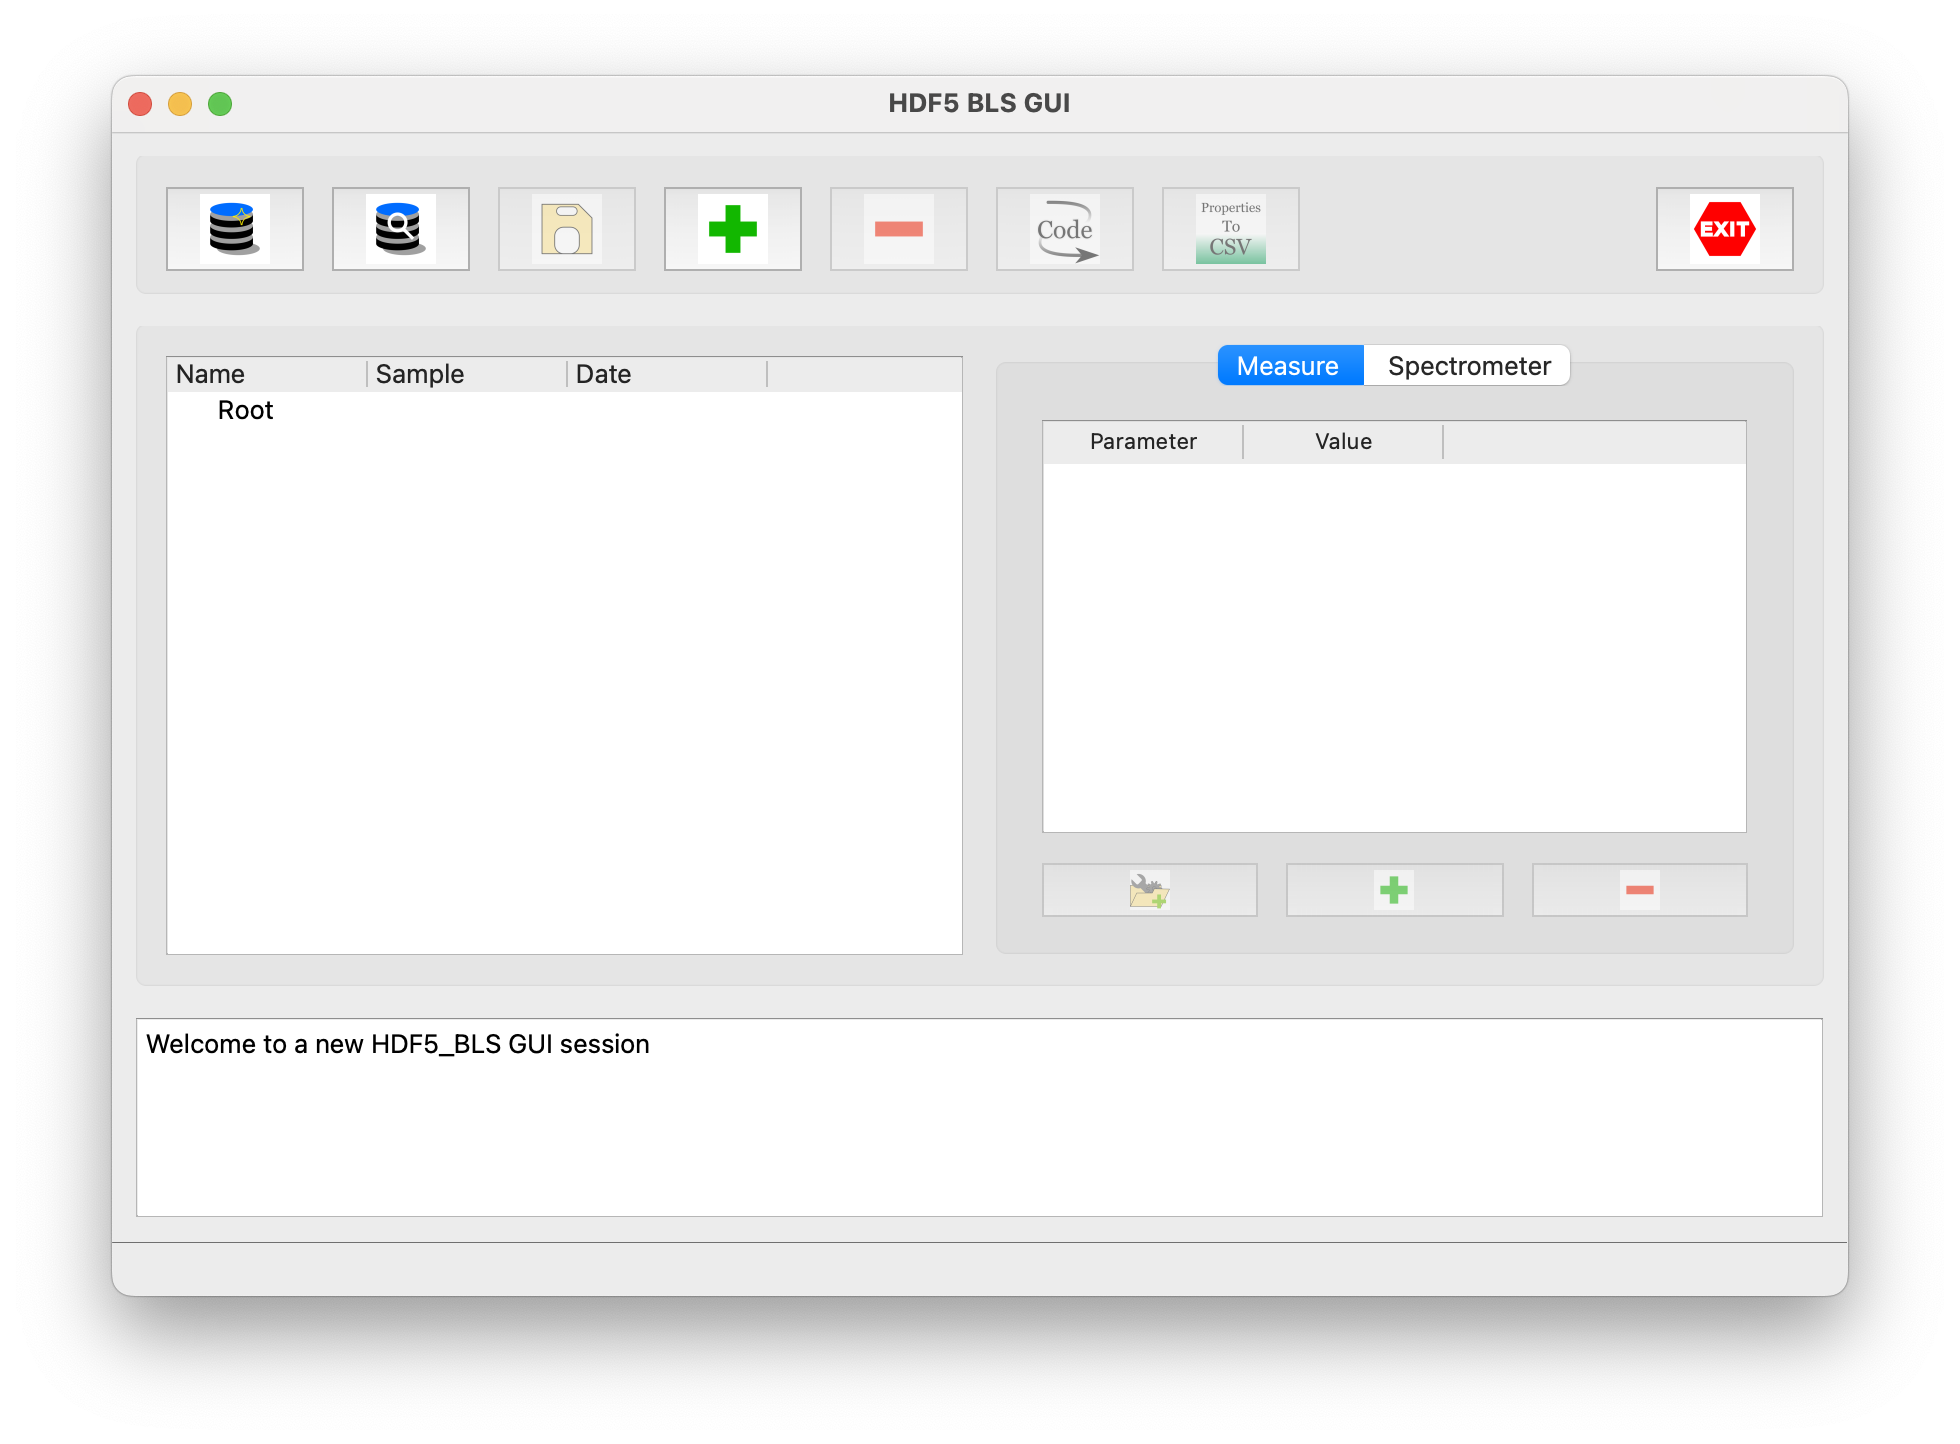 HDF5 BLS GUI
Code
Properties
To
CSV
EXIT
Name Sample Date
Root
Measure Spectrometer
Parameter Value
Welcome to a new HDF5_BLS GUI session